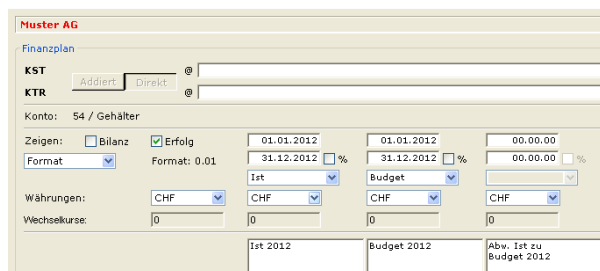 Muster AG
Finanzplan
KST Addiert Direkt @
KTR @
Konto: 54 / Gehälter
Zeigen: Bilanz Erfolg 01.01.2012 01.01.2012 00.00.00
Format Format: 0.01 31.12.2012 % 31.12.2012 % 00.00.00 %
Ist Budget
Währungen: CHF CHF CHF CHF
Wechselkurse: 0 0 0 0
Ist 2012 Budget 2012 Abw. Ist zu
Budget 2012